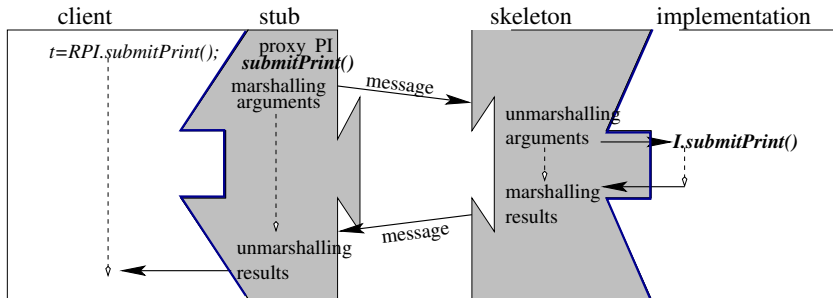 client
stub
skeleton
implementation
t=RPI.submitPrint();
proxy PI
submitPrint()
marshalling
arguments
message
unmarshalling
arguments
I.submitPrint()
marshalling
results
message
unmarshalling
results